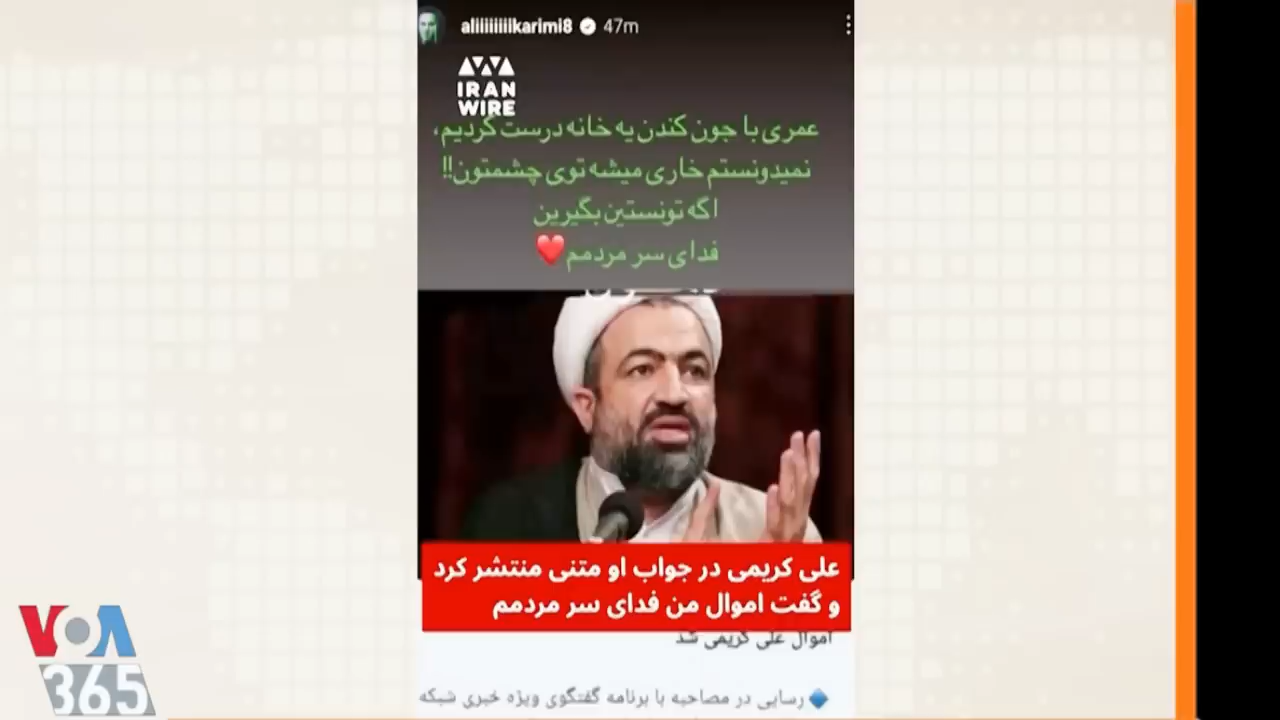 aliiiiiiilkarimi8 47m
IRAN
WIRE
عمری با جون کندن یه خانه درست کردیم،
نمیدونستم خاری میشه توی چشمتون!!
اگه تونستین بگیرین
فدای سر مردمم❤️
علی کریمی در جواب او متنی منتشر کرد
و گفت اموال من فدای سر مردمم
اموال علی کریمی شد
🔹رسایی در مصاحبه با برنامه گفتگوی ویژه خبری شبکه
VOA
365